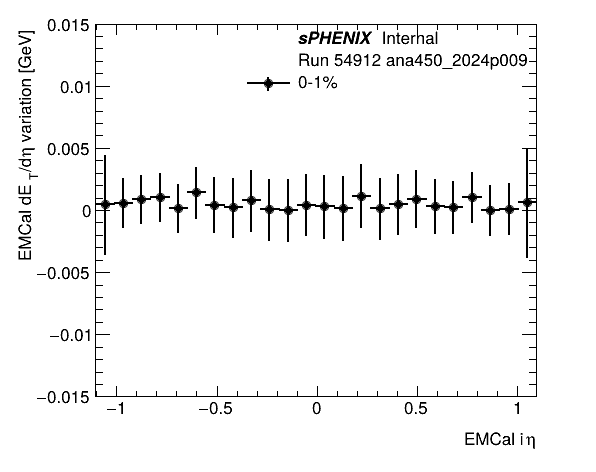 sPHENIX Internal
Run 54912 ana450_2024p009
0-1%
EMCal dE_T/dη variation [GeV]
0.015
0.01
0.005
0
−0.005
−0.01
−0.015
−1 −0.5 0 0.5 1
EMCal iη